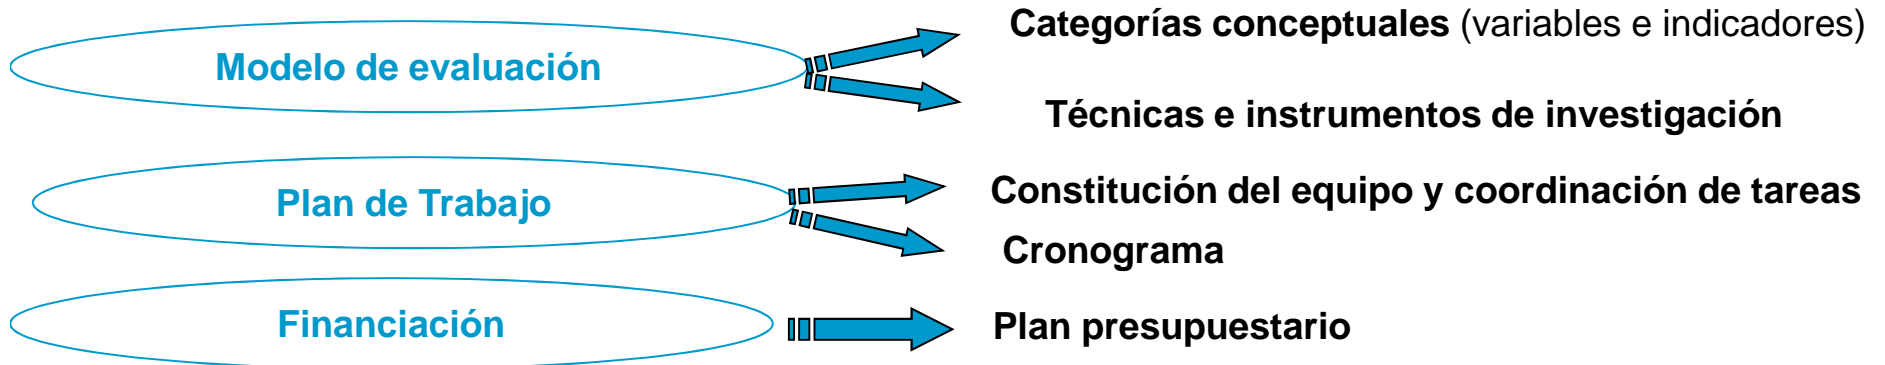 Modelo de evaluación
Categorías conceptuales (variables e indicadores)
Técnicas e instrumentos de investigación
Plan de Trabajo
Constitución del equipo y coordinación de tareas
Cronograma
Financiación
Plan presupuestario